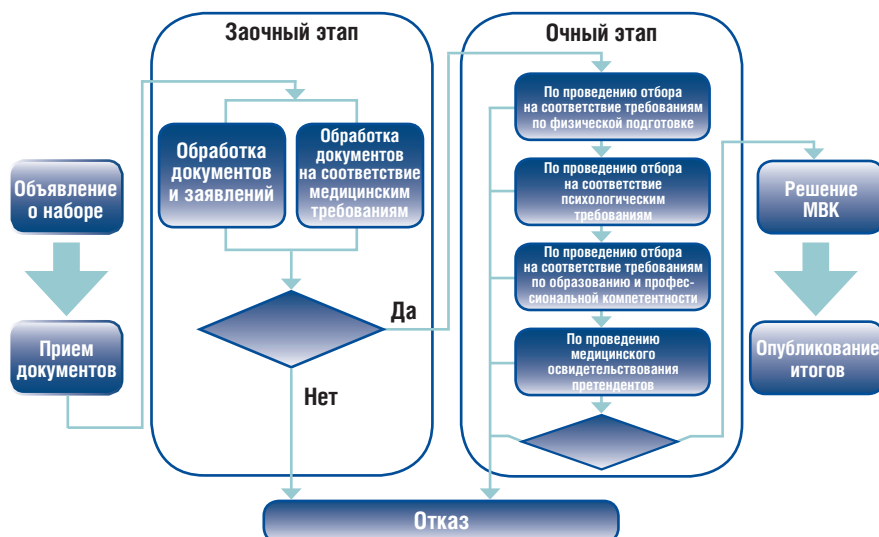 Объявление
о наборе
Прием
документов
Заочный этап
Обработка
документов
и заявлений
Обработка
документов
на соответствие
медицинским
требованиям
Да
Нет
Очный этап
По проведению отбора
на соответствие требованиям
по физической подготовке
По проведению отбора
на соответствие
психологическим
требованиям
По проведению отбора
на соответствие требованиям
по образованию и профес-
сиональной компетентности
По проведению
медицинского
освидетельствования
претендентов
Решение
МВК
Опубликование
итогов
Отказ